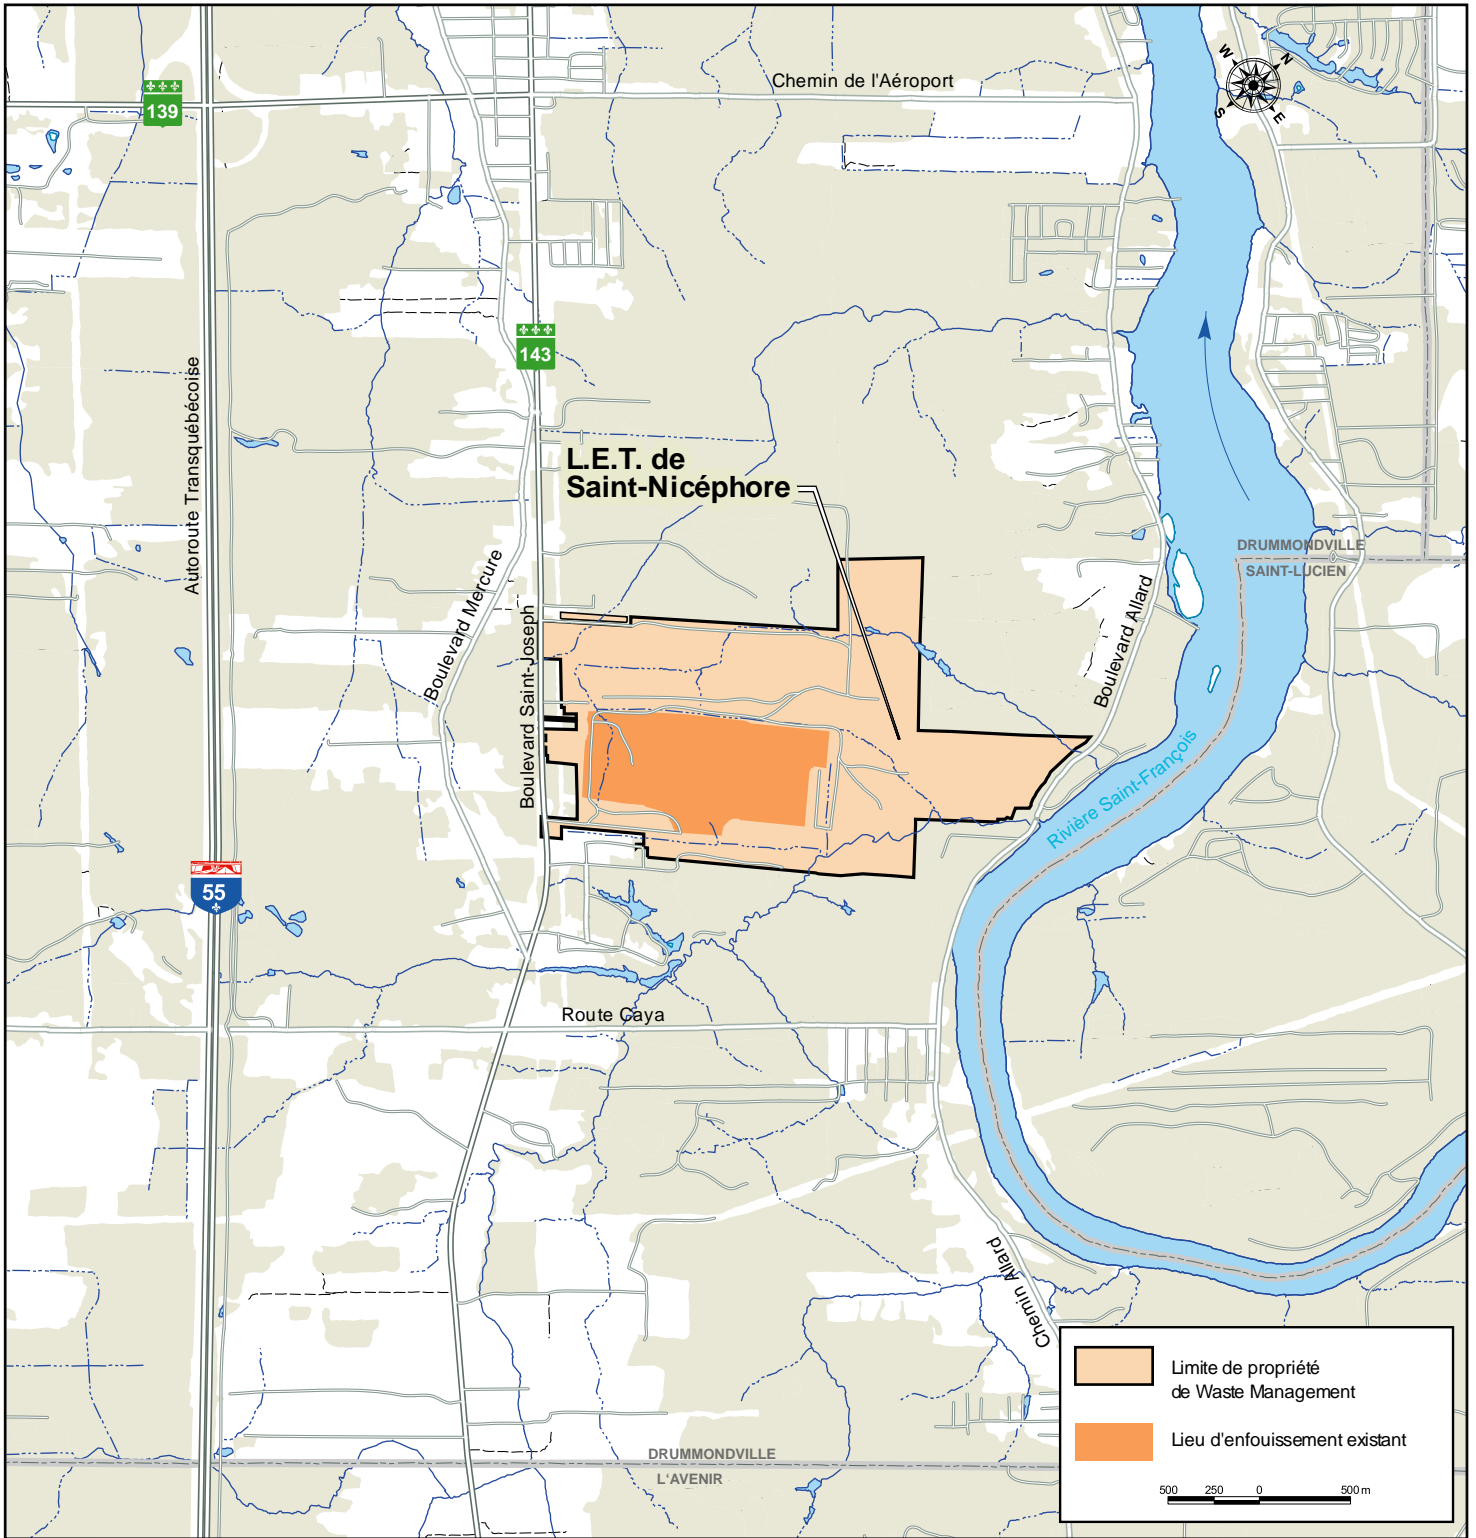 Chemin de l'Aéroport
W
N
S
E
139
143
Autoroute Transquébécoise
L.E.T. de
Saint-Nicéphore
DRUMMONDVILLE
SAINT-LUCIEN
Boulevard Mercure
Boulevard Saint-Joseph
Boulevard Allard
Rivière Saint-François
55
Route Caya
Chemin Allard
DRUMMONDVILLE
L'AVENIR
Limite de propriété
de Waste Management
Lieu d'enfouissement existant
500 250 0 500 m